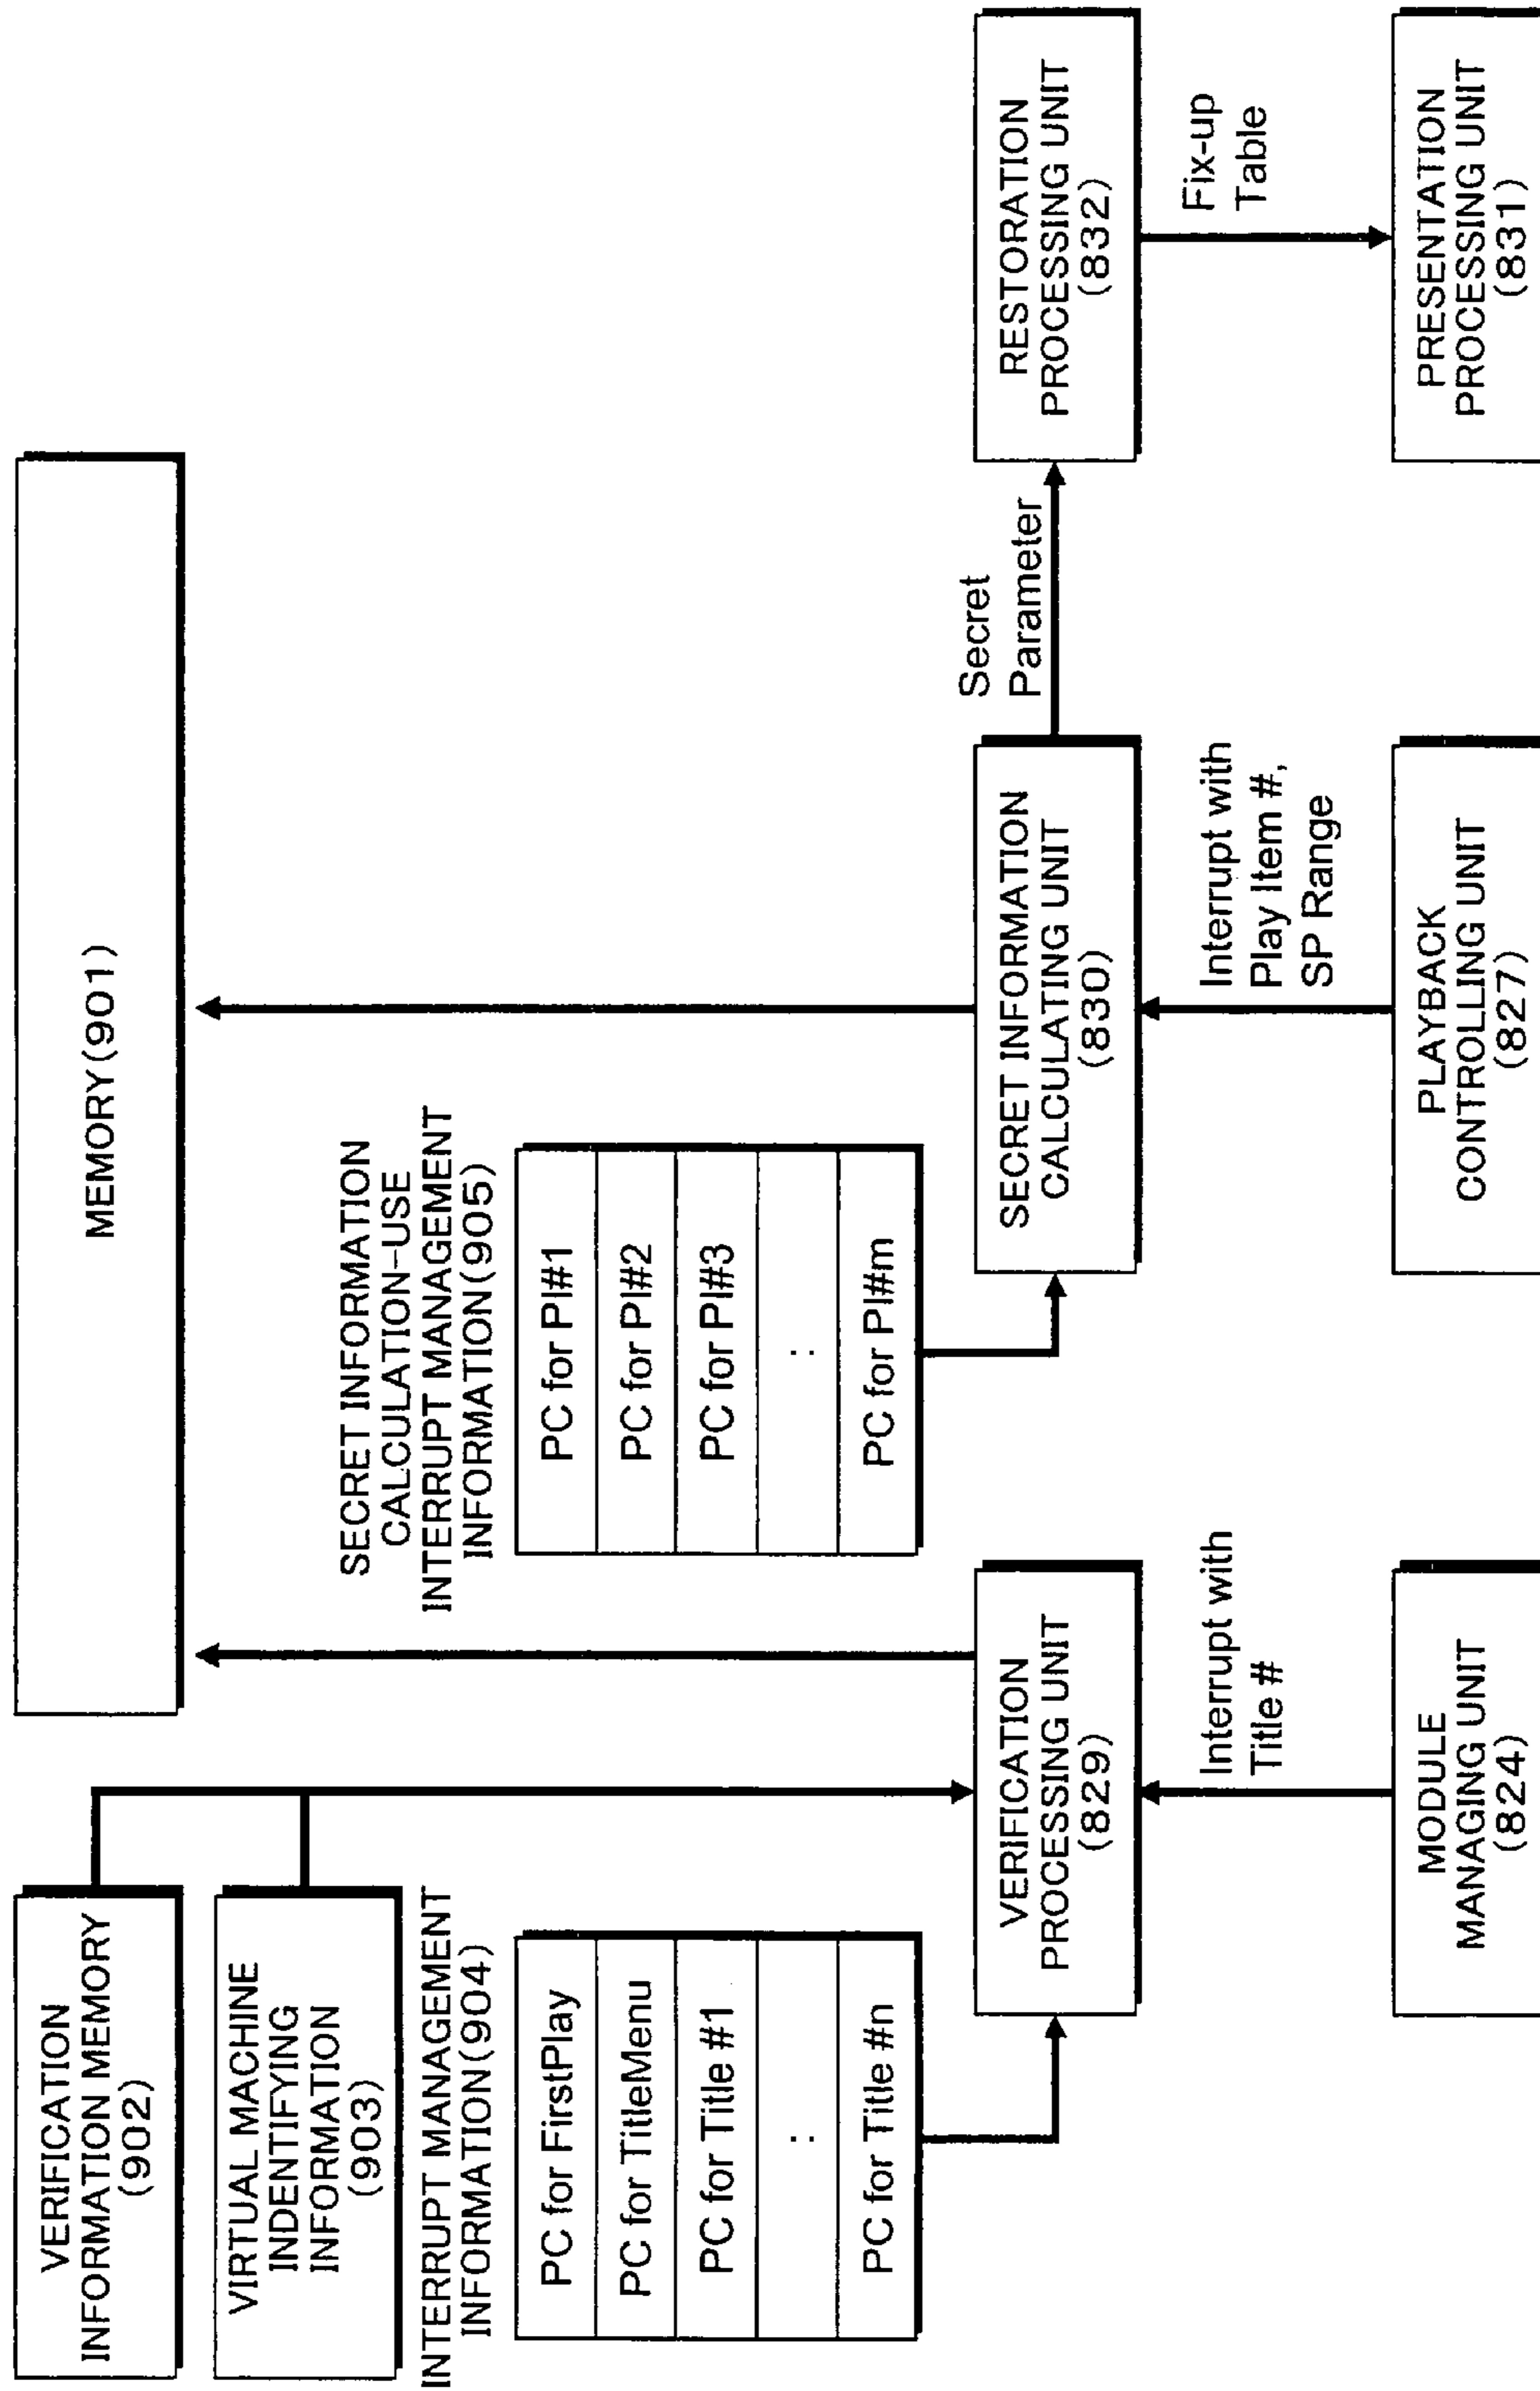 VERIFICATION
INFORMATION MEMORY
(902)
MEMORY(901)
VIRTUAL MACHINE
INDENTIFYING
INFORMATION
(903)
INTERRUPT MANAGEMENT
INFORMATION(904)
PC for FirstPlay
PC for TitleMenu
PC for Title #1
:
PC for Title #n
SECRET INFORMATION
CALCULATION-USE
INTERRUPT MANAGEMENT
INFORMATION(905)
PC for PI#1
PC for PI#2
PC for PI#3
:
PC for PI#m
VERIFICATION
PROCESSING UNIT
(829)
SECRET INFORMATION
CALCULATING UNIT
(830)
Secret
Parameter
RESTORATION
PROCESSING UNIT
(832)
Interrupt with
Title #
Interrupt with
Play Item #,
SP Range
Fix-up
Table
MODULE
MANAGING UNIT
(824)
PLAYBACK
CONTROLLING UNIT
(827)
PRESENTATION
PROCESSING UNIT
(831)